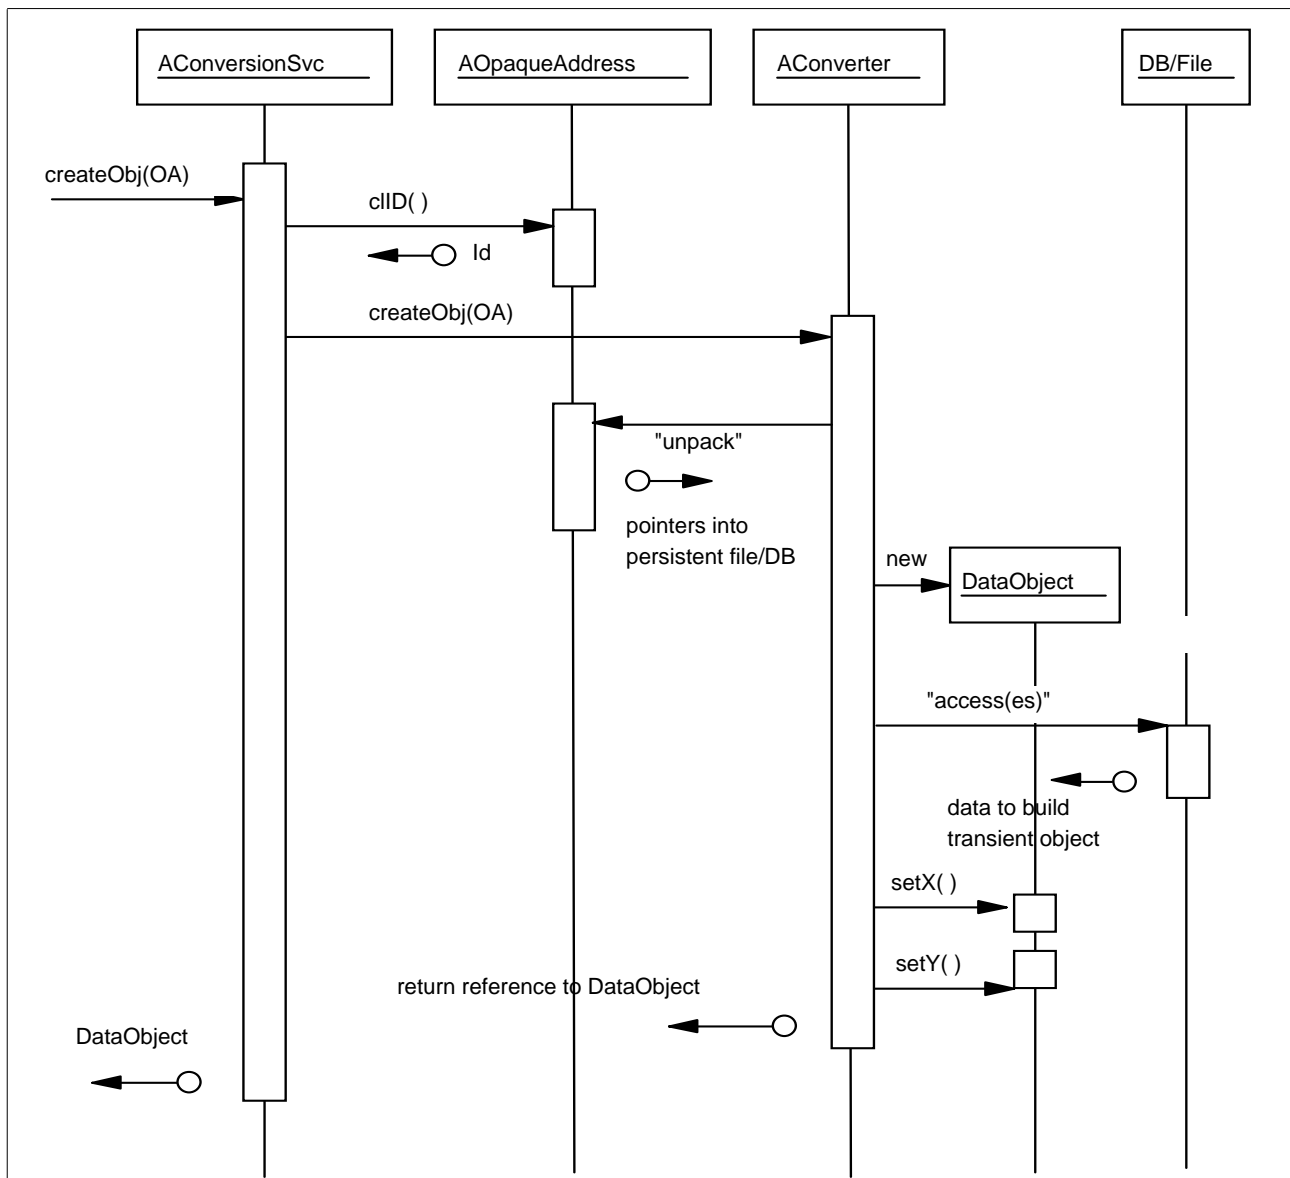 AConversionSvc
AOpaqueAddress
AConverter
DB/File
createObj(OA)
clID( )
Id
createObj(OA)
"unpack"
pointers into
persistent file/DB
new
DataObject
"access(es)"
data to build
transient object
setX( )
setY( )
return reference to DataObject
DataObject